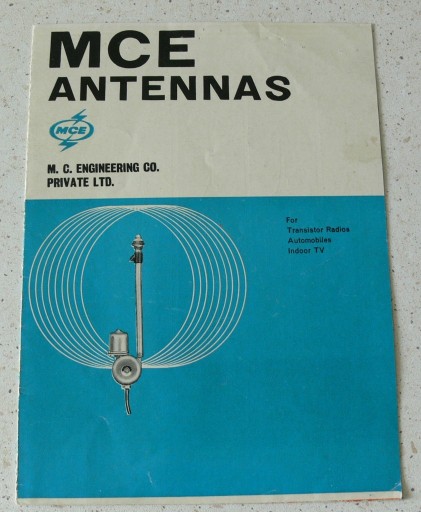 MCE
ANTENNAS
MCE
M. C. ENGINEERING CO.
PRIVATE LTD.
For
Transistor Radios
Automobiles
Indoor TV